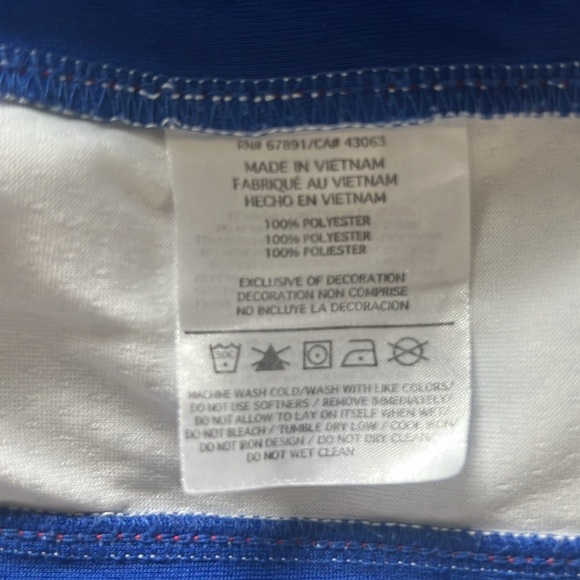 RN# 67891/CA# 43063
MADE IN VIETNAM
FABRIQUÉ AU VIETNAM
HECHO EN VIETNAM
100% POLYESTER
100% POLYESTER
100% POLIESTER
EXCLUSIVE OF DECORATION
DECORATION NON COMPRISE
NO INCLUYE LA DECORACION
MACHINE WASH COLD/WASH WITH LIKE COLORS/
DO NOT USE SOFTNERS / REMOVE IMMEDIATELY/
DO NOT ALLOW TO LAY ON ITSELF WHEN WET/
DO NOT BLEACH / TUMBLE DRY LOW / COOL IRON/
DO NOT IRON DESIGN / DO NOT DRY CLEAN/
DO NOT WET CLEAN